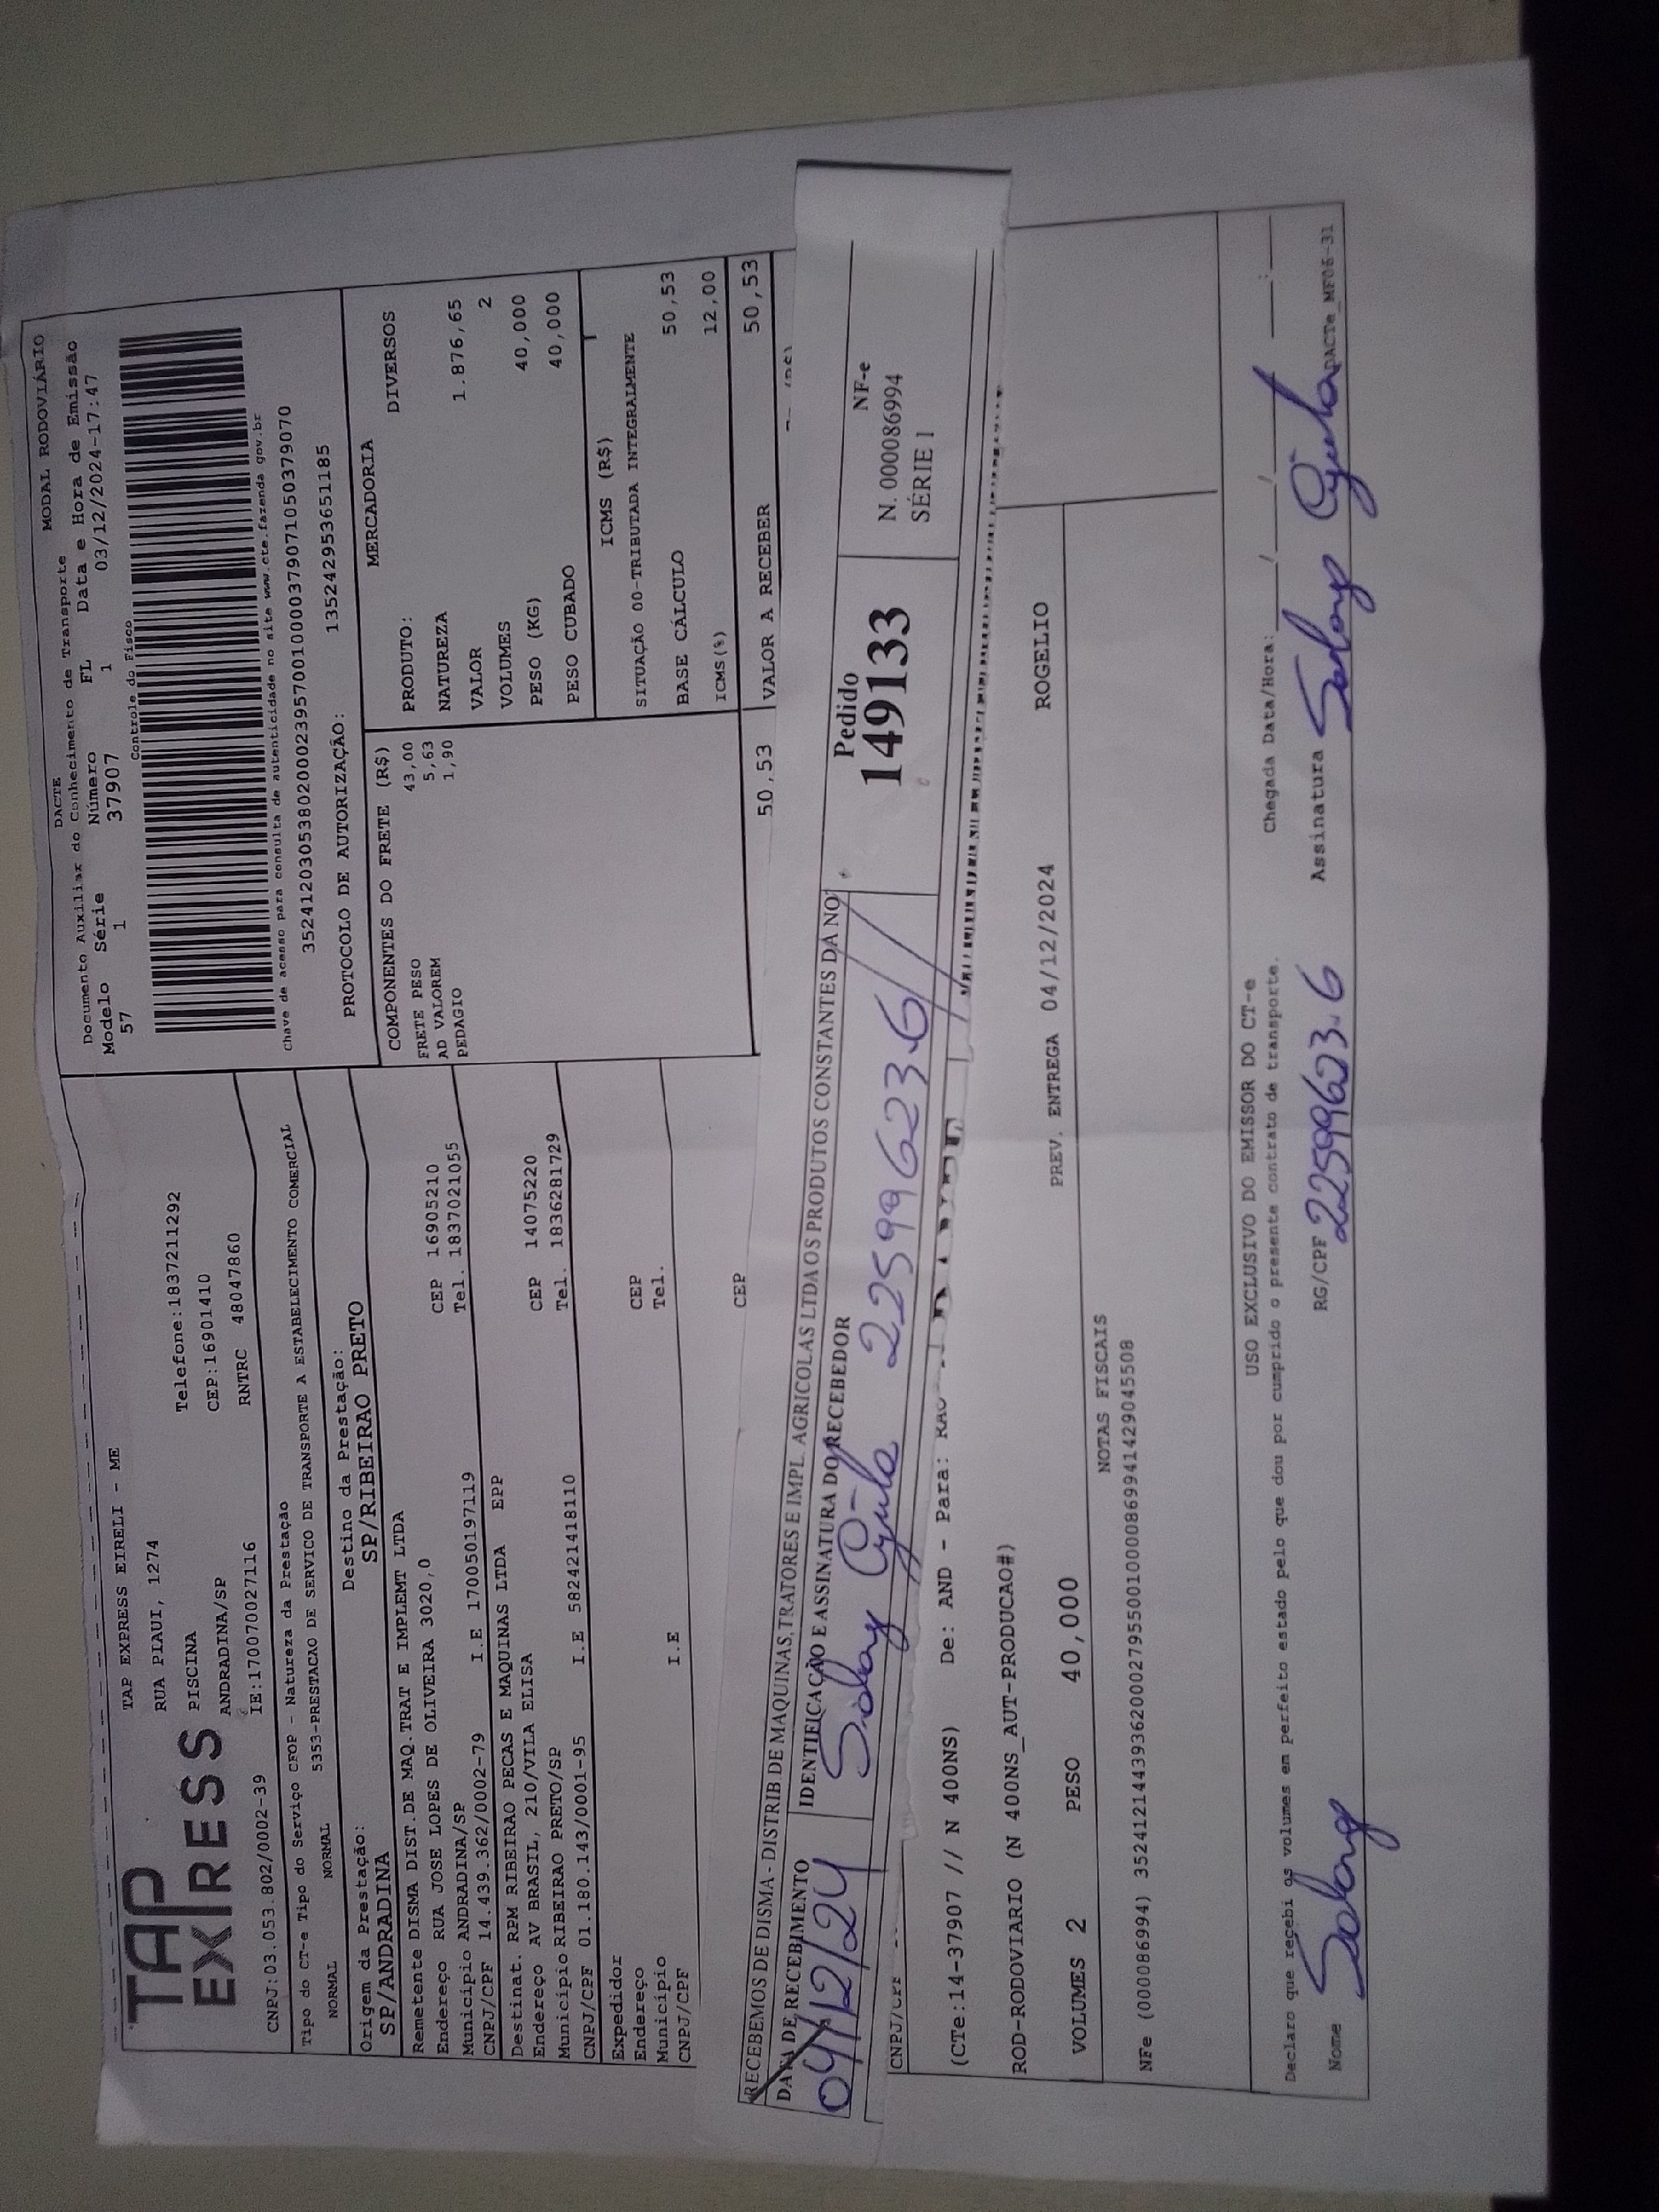 TAP
EXPRESS
TAP EXPRESS EIRELI - ME
RUA PIAUI, 1274
Telefone:1837211292
PISCINA
CEP:16901410
ANDRADINA/SP
RNTRC 48047860
CNPJ:03.053.802/0002-39 IE:170070027116
DACTE
MODAL RODOVIÁRIO
Documento Auxiliar do Conhecimento de Transporte
Modelo Série Número FL Data e Hora de Emissão
57 1 37907 1 03/12/2024-17:47
Controle do Fisco
Chave de acesso para consulta de autenticidade no site www.cte.fazenda gov.br
35241203053802000239570010000379071050379070
PROTOCOLO DE AUTORIZAÇÃO: 135242953651185
Tipo do CT-e Tipo do Serviço CFOP - Natureza da Prestação
NORMAL NORMAL 5353-PRESTACAO DE SERVICO DE TRANSPORTE A ESTABELECIMENTO COMERCIAL
Origem da Prestação: Destino da Prestação:
SP/ANDRADINA SP/RIBEIRAO PRETO
Remetente DISMA DIST.DE MAQ.TRAT E IMPLEMT LTDA
Endereço RUA JOSE LOPES DE OLIVEIRA 3020,0 CEP 16905210
Município ANDRADINA/SP Tel. 1837021055
CNPJ/CPF 14.439.362/0002-79 I.E 170050197119
Destinat. RPM RIBEIRAO PECAS E MAQUINAS LTDA EPP
Endereço AV BRASIL, 210/VILA ELISA CEP 14075220
Município RIBEIRAO PRETO/SP Tel. 1836281729
CNPJ/CPF 01.180.143/0001-95 I.E 582421418110
Expedidor
Endereço CEP
Município Tel.
CNPJ/CPF I.E
CEP
COMPONENTES DO FRETE (R$)
FRETE PESO 43,00
AD VALOREM 5,63
PEDAGIO 1,90
50,53
MERCADORIA
PRODUTO: DIVERSOS
NATUREZA
VALOR 1.876,65
VOLUMES 2
PESO (KG) 40,000
PESO CUBADO 40,000
ICMS (R$)
SITUAÇÃO 00-TRIBUTADA INTEGRALMENTE
BASE CÁLCULO 50,53
ICMS(%) 12,00
VALOR A RECEBER 50,53
RECEBEMOS DE DISMA - DISTRIB DE MAQUINAS,TRATORES E IMPL. AGRICOLAS LTDA OS PRODUTOS CONSTANTES DA NO
DATA DE RECEBIMENTO IDENTIFICAÇÃO E ASSINATURA DO RECEBEDOR
04/12/24 22599623.6
Pedido
149133
NF-e
N. 000086994
SÉRIE 1
CNPJ/CPF
(CTe:14-37907 // N 400NS) De: AND - Para:
ROD-RODOVIARIO (N 400NS_AUT-PRODUCAO#) PREV. ENTREGA 04/12/2024 ROGELIO
VOLUMES 2 PESO 40,000
NOTAS FISCAIS
NFe (000086994) 35241214439362000279550010000869941429045508
USO EXCLUSIVO DO EMISSOR DO CT-e
Declaro que recebi os volumes em perfeito estado pelo que dou por cumprido o presente contrato de transporte. Chegada Data/Hora:___/___/___ ___:___
Nome RG/CPF 22599623.6 Assinatura
DACTe_MF06-31